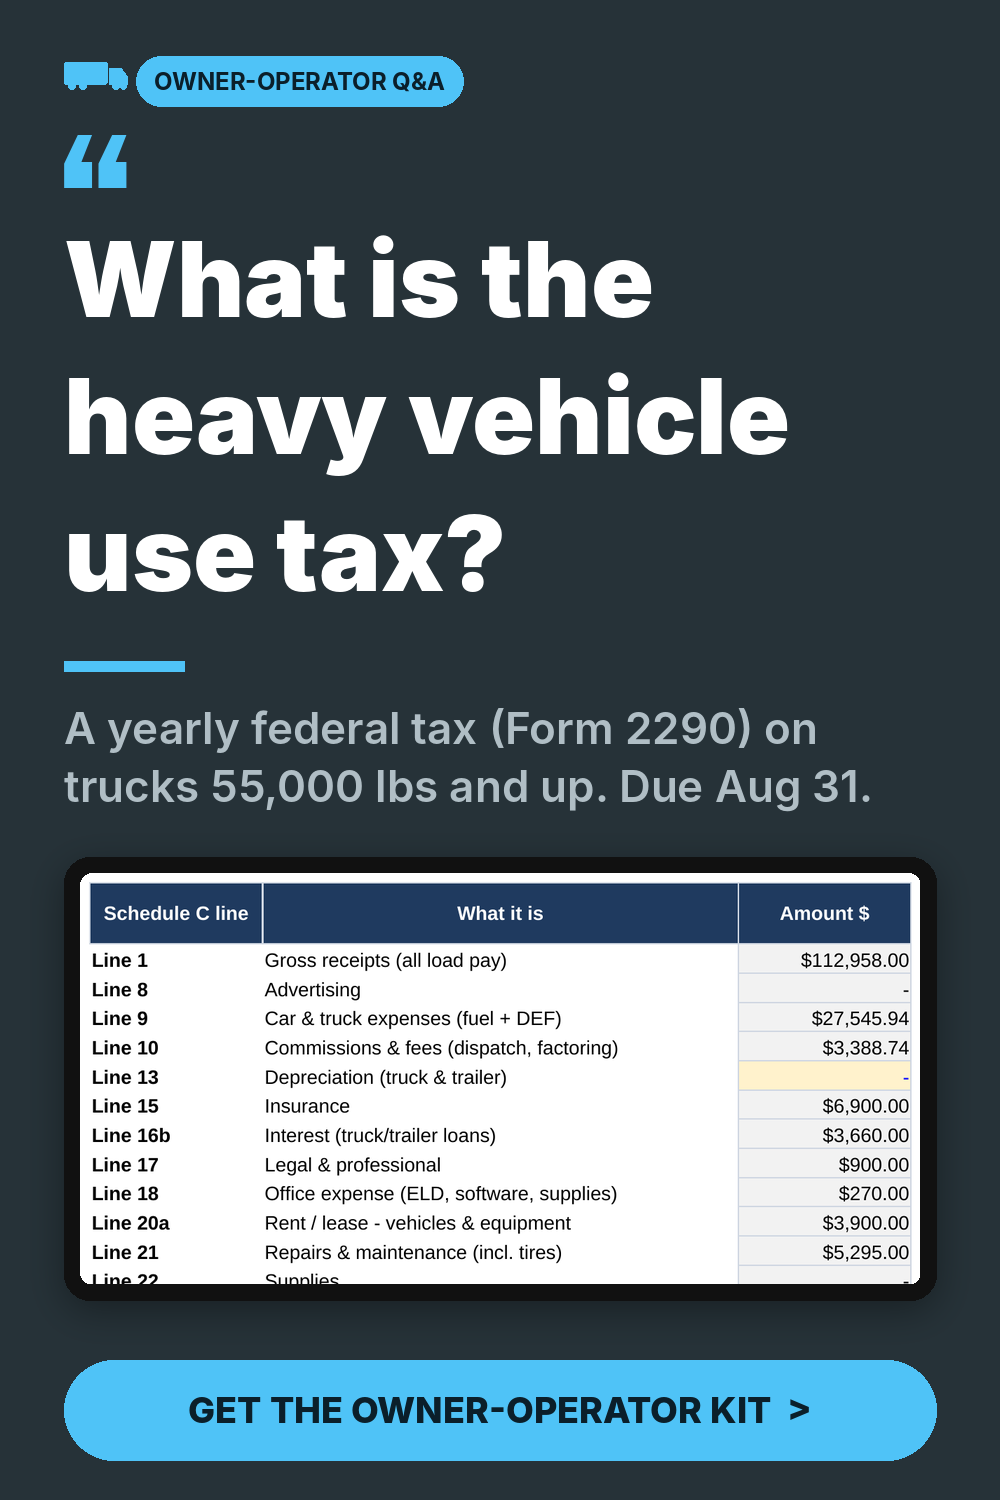 OWNER-OPERATOR Q&A
“
What is the
heavy vehicle
use tax?
A yearly federal tax (Form 2290) on
trucks 55,000 lbs and up. Due Aug 31.
Schedule C line What it is Amount $
Line 1 Gross receipts (all load pay) $112,958.00
Line 8 Advertising -
Line 9 Car & truck expenses (fuel + DEF) $27,545.94
Line 10 Commissions & fees (dispatch, factoring) $3,388.74
Line 13 Depreciation (truck & trailer) -
Line 15 Insurance $6,900.00
Line 16b Interest (truck/trailer loans) $3,660.00
Line 17 Legal & professional $900.00
Line 18 Office expense (ELD, software, supplies) $270.00
Line 20a Rent / lease - vehicles & equipment $3,900.00
Line 21 Repairs & maintenance (incl. tires) $5,295.00
Line 22 Supplies -
GET THE OWNER-OPERATOR KIT >